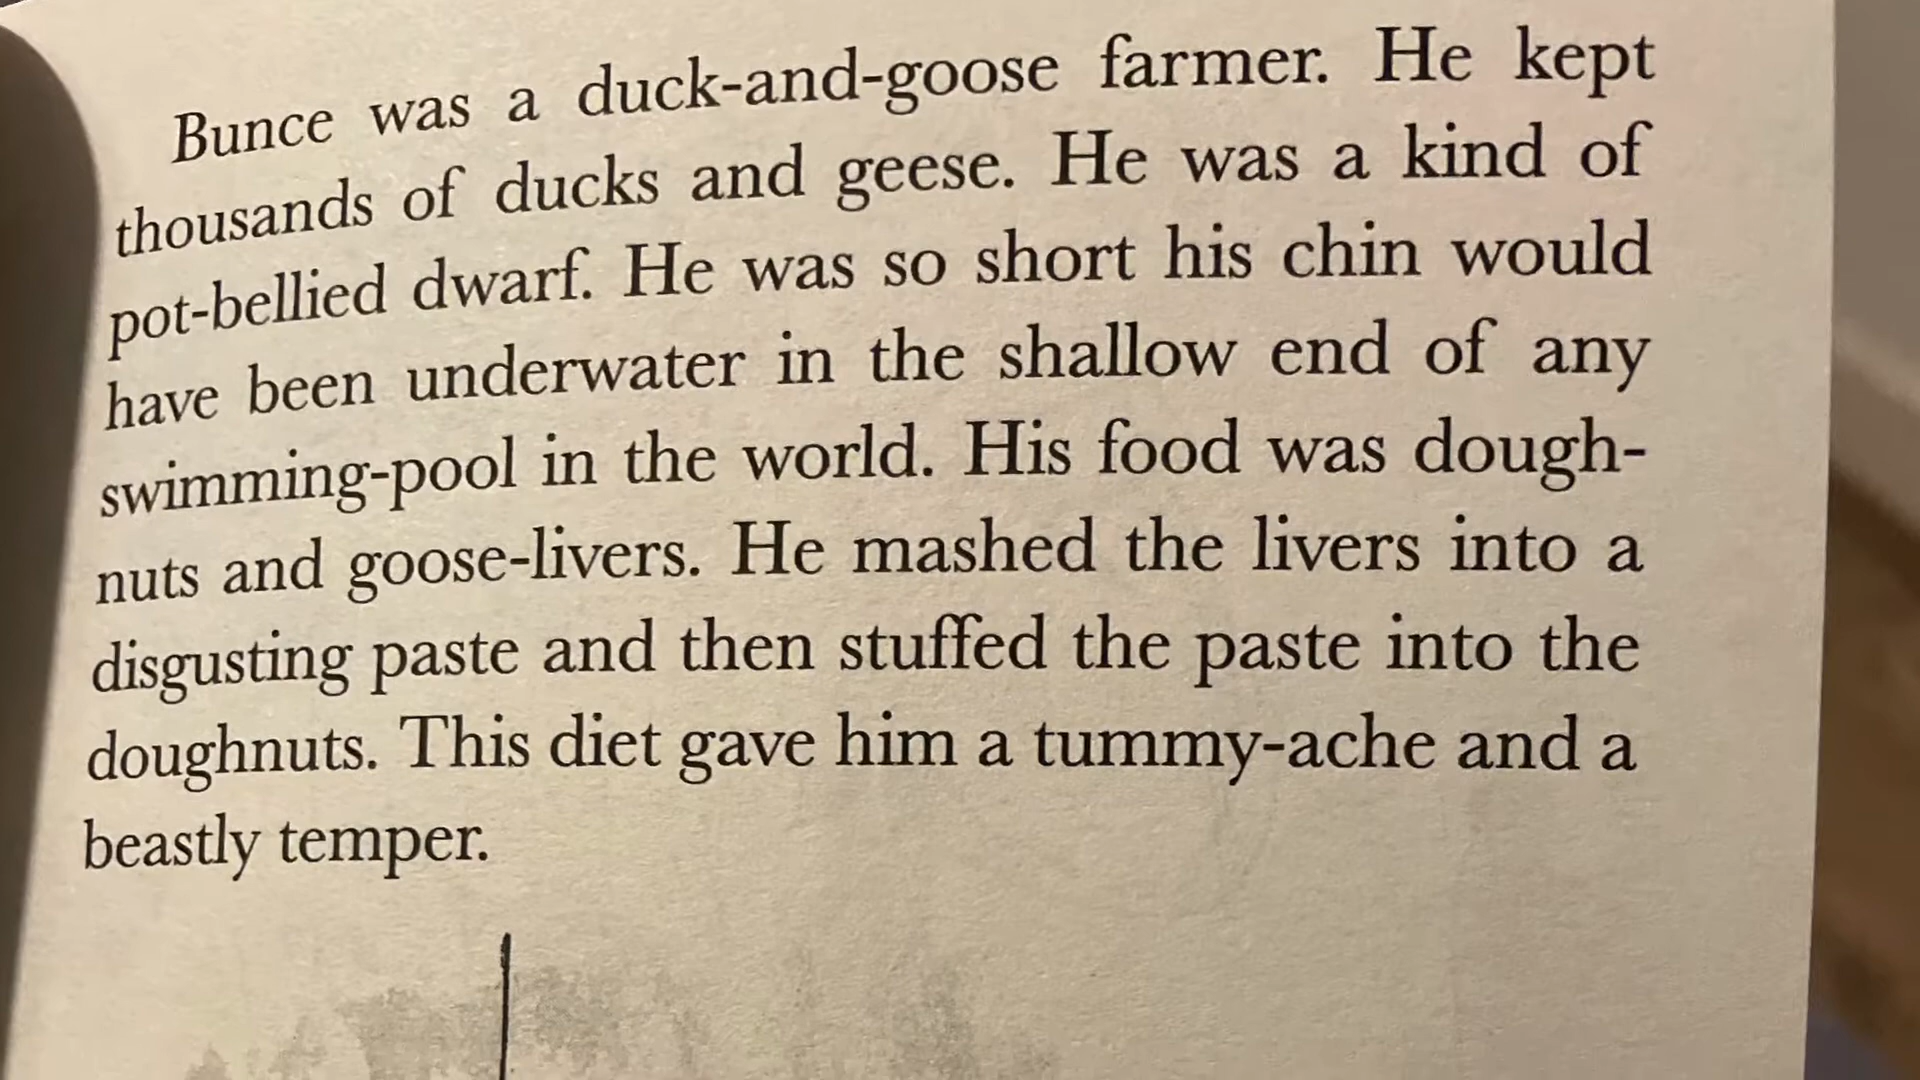 Bunce was a duck-and-goose farmer. He kept
thousands of ducks and geese. He was a kind of
pot-bellied dwarf. He was so short his chin would
have been underwater in the shallow end of any
swimming-pool in the world. His food was dough-
nuts and goose-livers. He mashed the livers into a
disgusting paste and then stuffed the paste into the
doughnuts. This diet gave him a tummy-ache and a
beastly temper.